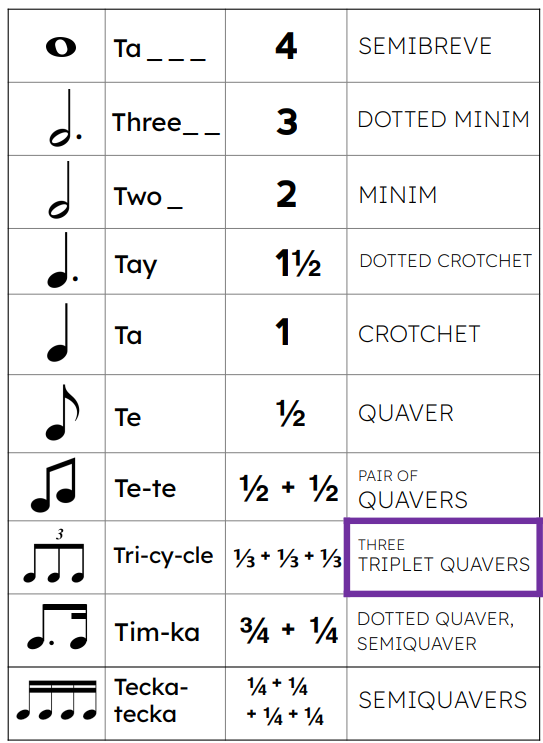 Ta _ _ _ 4 SEMIBREVE
Three_ _ 3 DOTTED MINIM
Two _ 2 MINIM
Tay 1½ DOTTED CROTCHET
Ta 1 CROTCHET
Te ½ QUAVER
Te-te ½ + ½ PAIR OF
QUAVERS
3
Tri-cy-cle ⅓ + ⅓ + ⅓ THREE
TRIPLET QUAVERS
Tim-ka ¾ + ¼ DOTTED QUAVER,
SEMIQUAVER
Tecka-
tecka
¼ + ¼
+ ¼ + ¼
SEMIQUAVERS